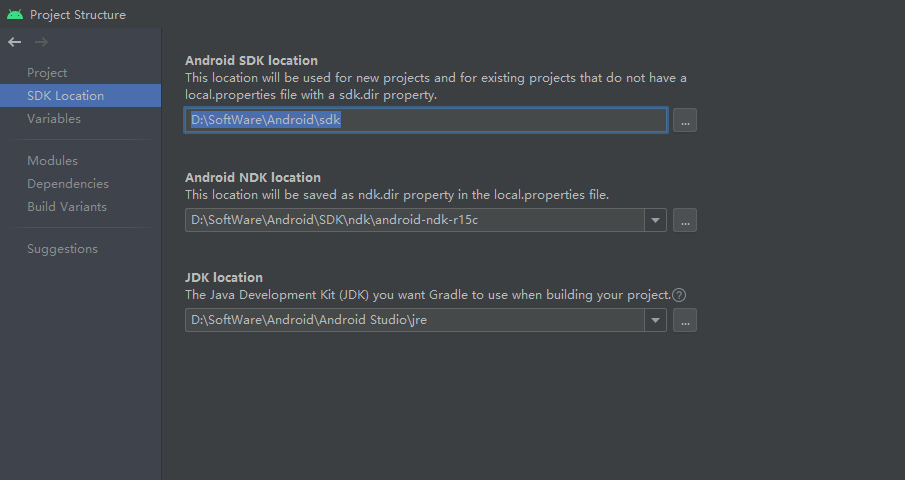 Project Structure
Project
SDK Location
Variables
Modules
Dependencies
Build Variants
Suggestions
Android SDK location
This location will be used for new projects and for existing projects that do not have a
local.properties file with a sdk.dir property.
D:\SoftWare\Android\sdk
...
Android NDK location
This location will be saved as ndk.dir property in the local.properties file.
D:\SoftWare\Android\SDK\ndk\android-ndk-r15c
...
JDK location
The Java Development Kit (JDK) you want Gradle to use when building your project.?
D:\SoftWare\Android\Android Studio\jre
...